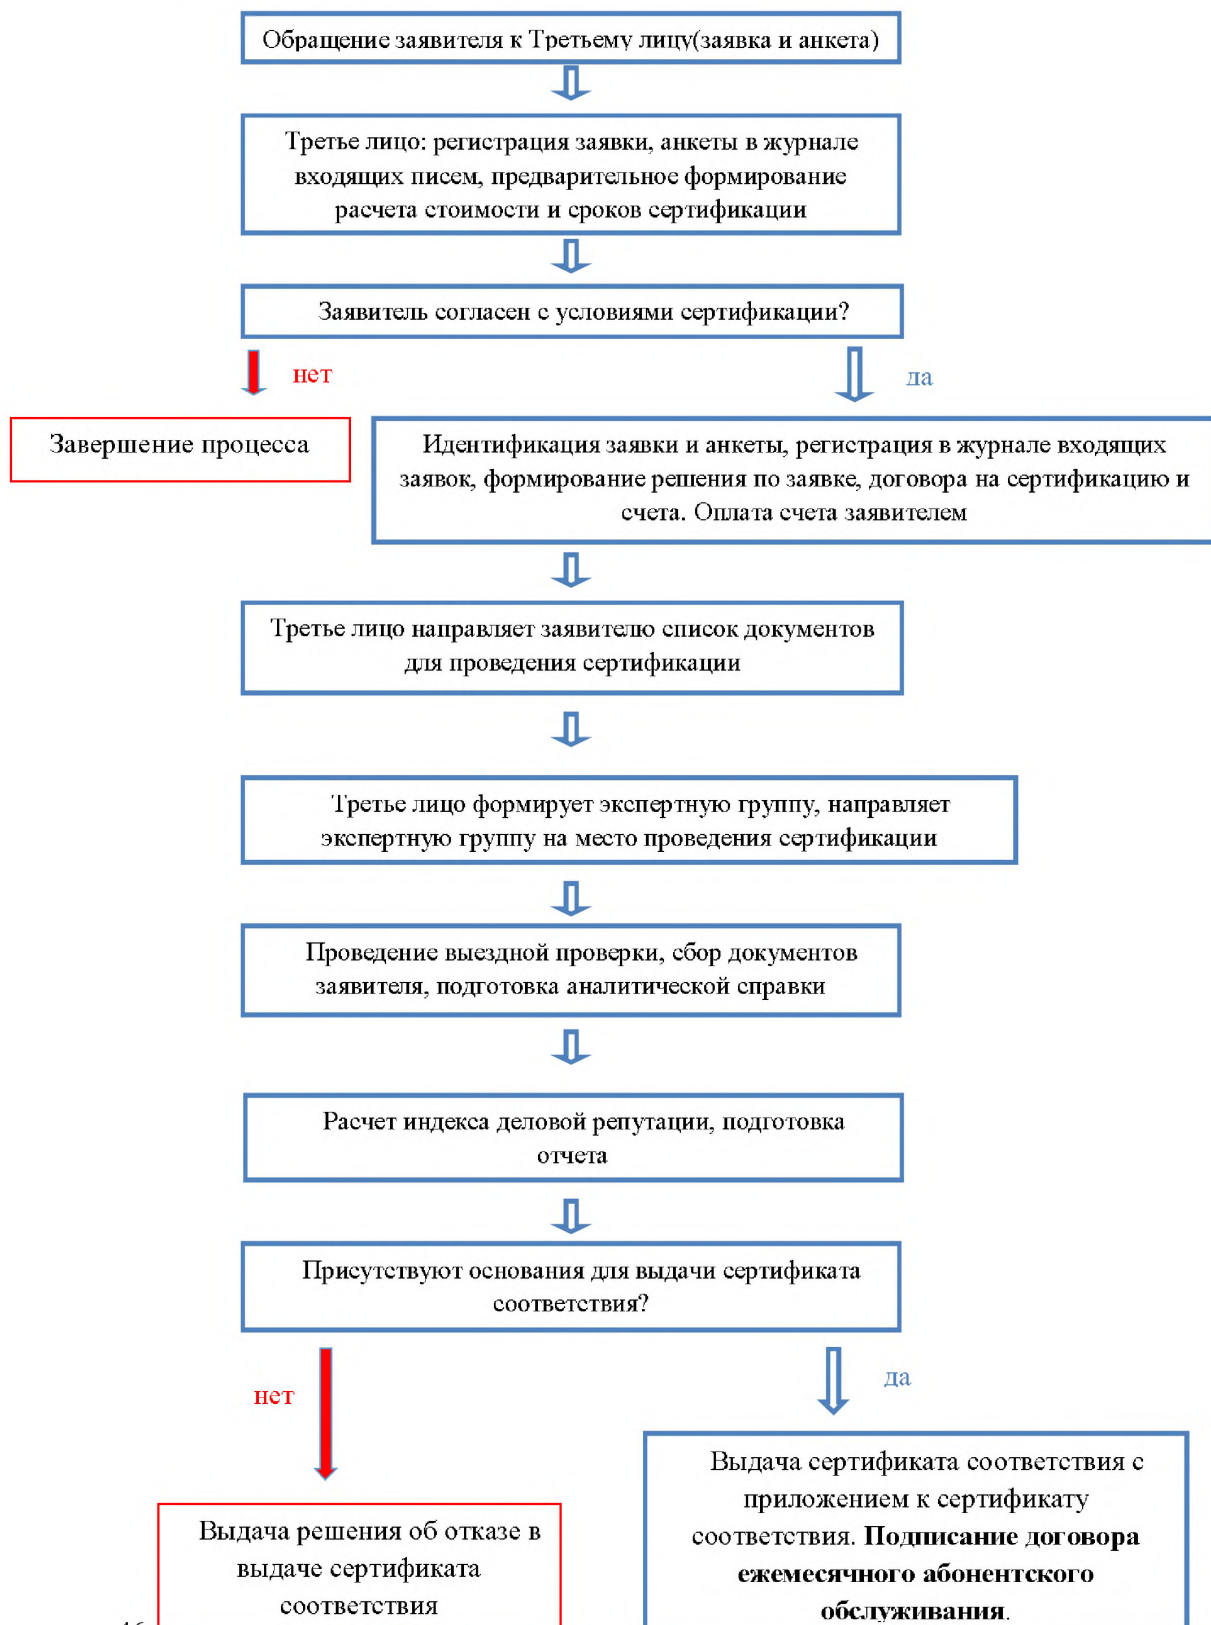 Обращение заявителя к Третьему лицу(заявка и анкета)
Третье лицо: регистрация заявки, анкеты в журнале
входящих писем, предварительное формирование
расчета стоимости и сроков сертификации
Заявитель согласен с условиями сертификации?
нет
да
Завершение процесса
Идентификация заявки и анкеты, регистрация в журнале входящих
заявок, формирование решения по заявке, договора на сертификацию и
счета. Оплата счета заявителем
Третье лицо направляет заявителю список документов
для проведения сертификации
Третье лицо формирует экспертную группу, направляет
экспертную группу на место проведения сертификации
Проведение выездной проверки, сбор документов
заявителя, подготовка аналитической справки
Расчет индекса деловой репутации, подготовка
отчета
Присутствуют основания для выдачи сертификата
соответствия?
нет
да
Выдача решения об отказе в
выдаче сертификата
соответствия
Выдача сертификата соответствия с
приложением к сертификату
соответствия. Подписание договора
ежемесячного абонентского
обслуживания.